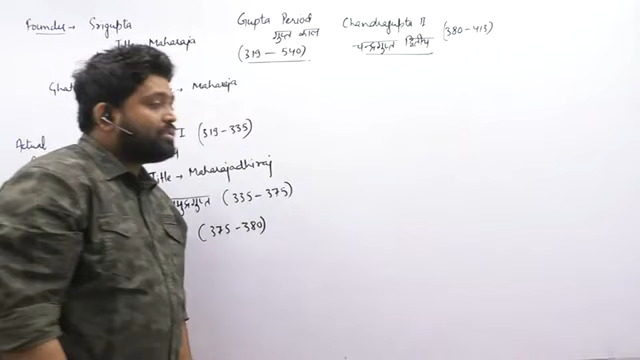 Founder → Srigupta
Title - Maharaja
Ghat → Maharaja
Actual
I (319-335)
Title → Maharajadhiraj
(335-375)
(375-380)
Gupta Period
गुप्त काल
(319 - 540)
Chandragupta II
चन्द्रगुप्त द्वितीय (380-413)